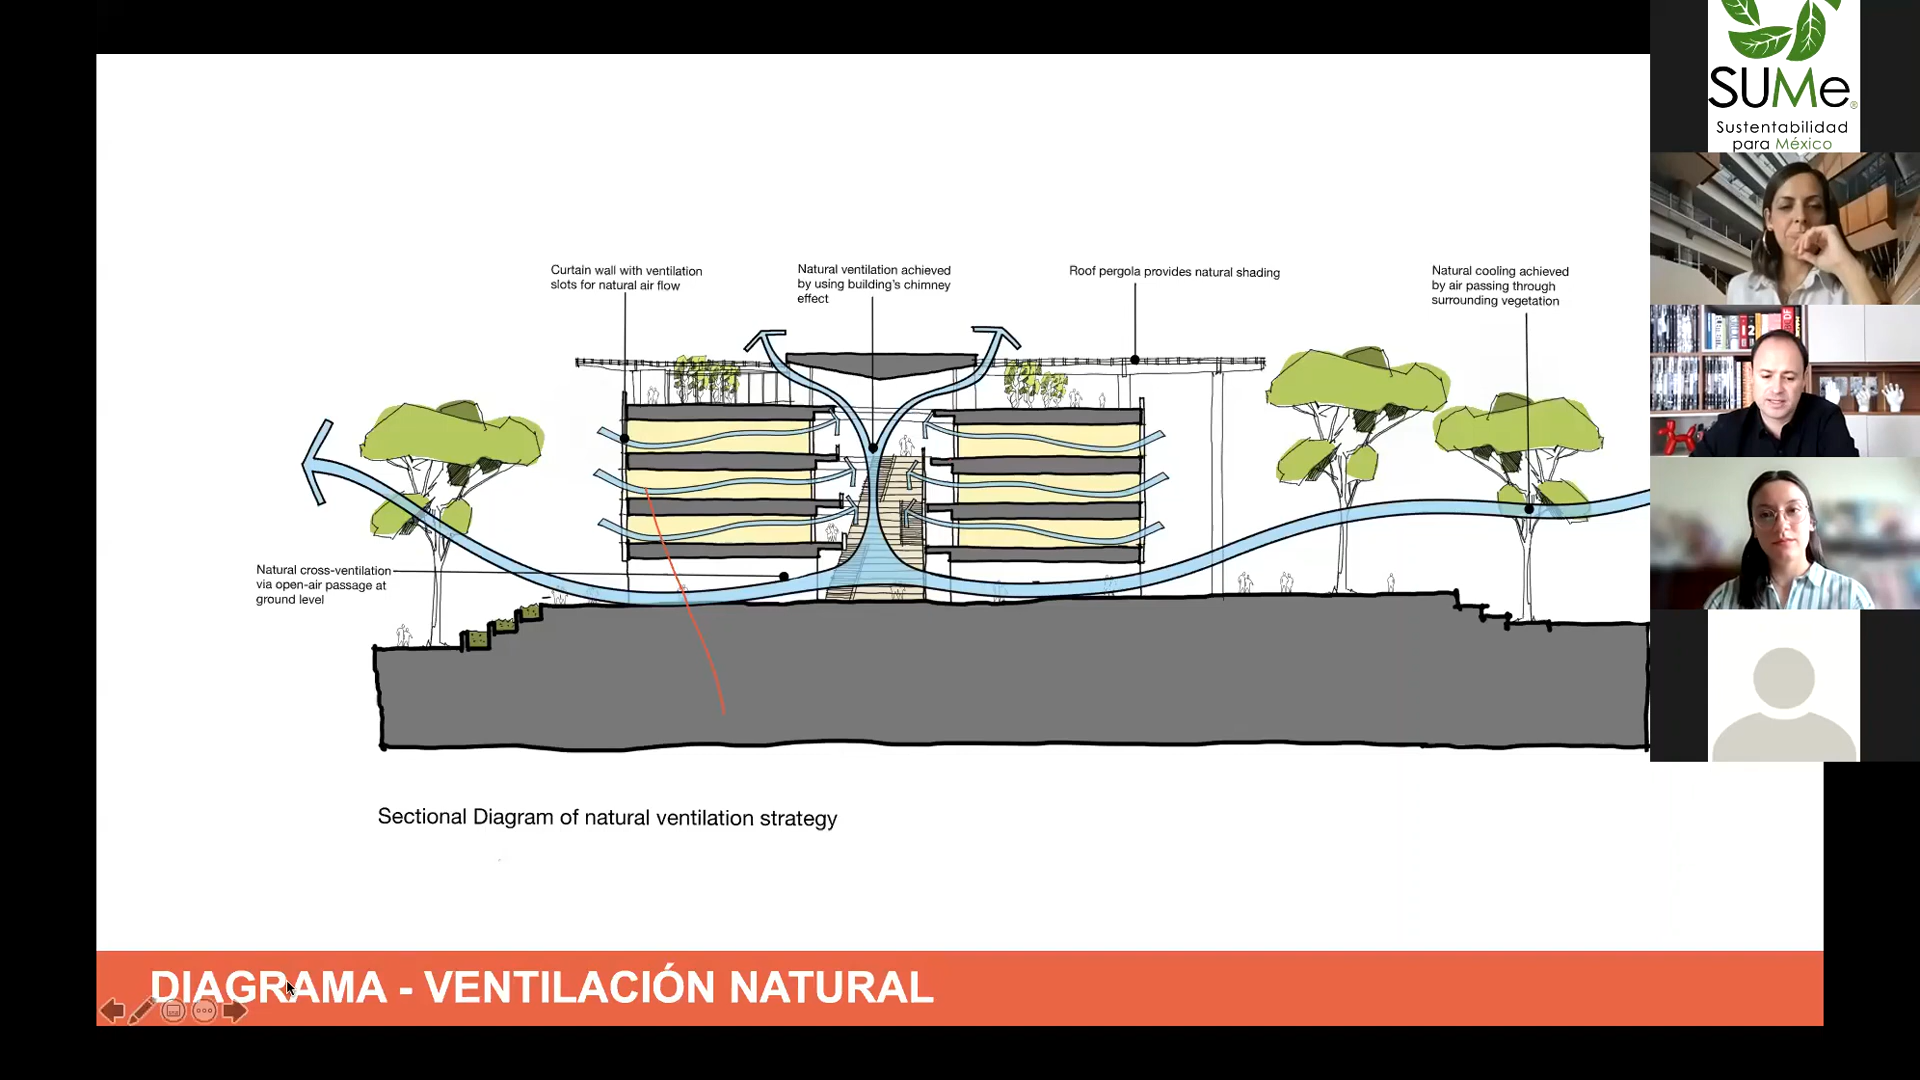 SUMe®
Sustentabilidad
para México
Curtain wall with ventilation
slots for natural air flow
Natural ventilation achieved
by using building's chimney
effect
Roof pergola provides natural shading
Natural cooling achieved
by air passing through
surrounding vegetation
Natural cross-ventilation
via open-air passage at
ground level
Sectional Diagram of natural ventilation strategy
DIAGRAMA - VENTILACIÓN NATURAL